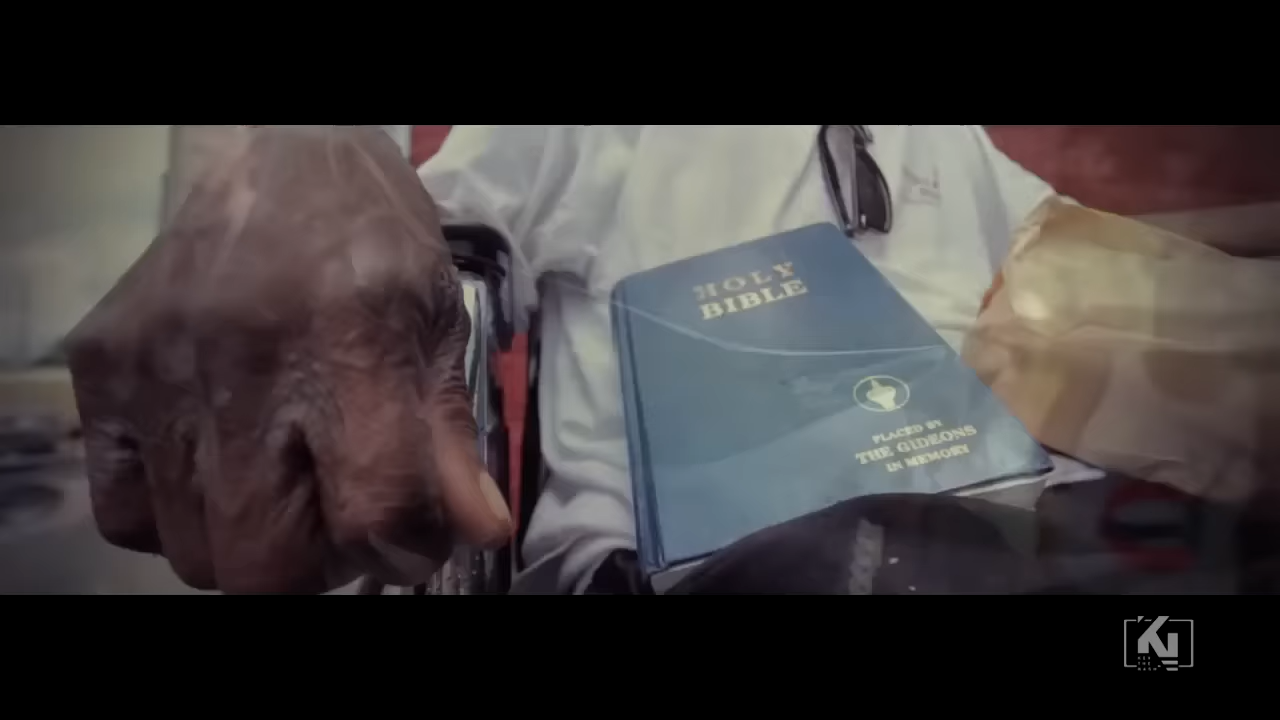 HOLY
BIBLE
PLACED BY
THE GIDEONS
IN MEMORY